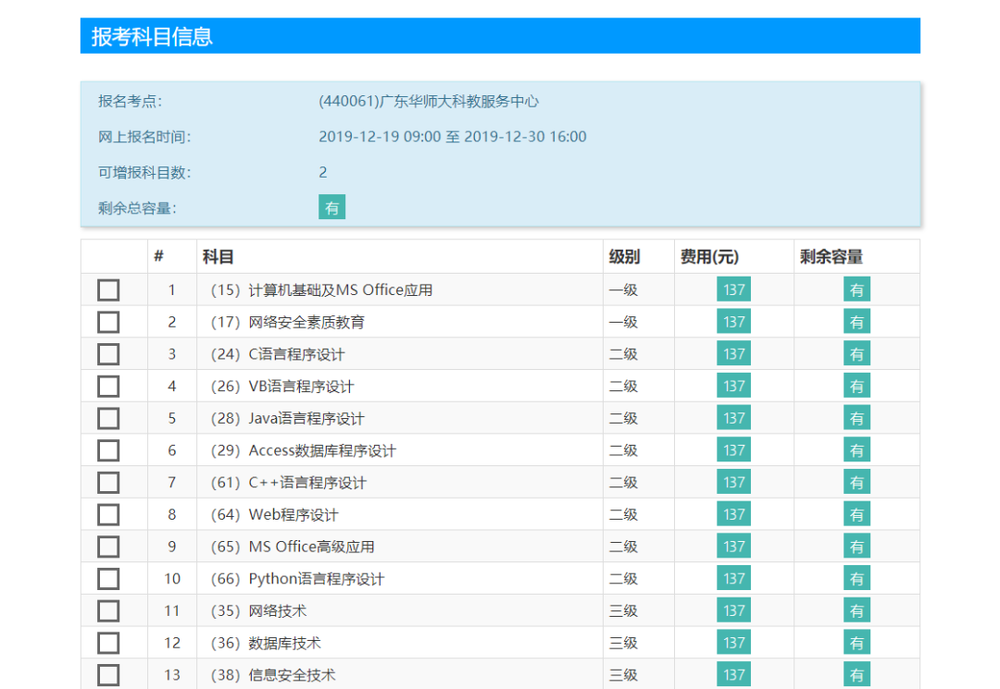 报考科目信息
报名考点: (440061)广东华师大科教服务中心
网上报名时间: 2019-12-19 09:00 至 2019-12-30 16:00
可增报科目数: 2
剩余总容量: 有
# 科目 级别 费用(元) 剩余容量
1 (15) 计算机基础及MS Office应用 一级 137 有
2 (17) 网络安全素质教育 一级 137 有
3 (24) C语言程序设计 二级 137 有
4 (26) VB语言程序设计 二级 137 有
5 (28) Java语言程序设计 二级 137 有
6 (29) Access数据库程序设计 二级 137 有
7 (61) C++语言程序设计 二级 137 有
8 (64) Web程序设计 二级 137 有
9 (65) MS Office高级应用 二级 137 有
10 (66) Python语言程序设计 二级 137 有
11 (35) 网络技术 三级 137 有
12 (36) 数据库技术 三级 137 有
13 (38) 信息安全技术 三级 137 有